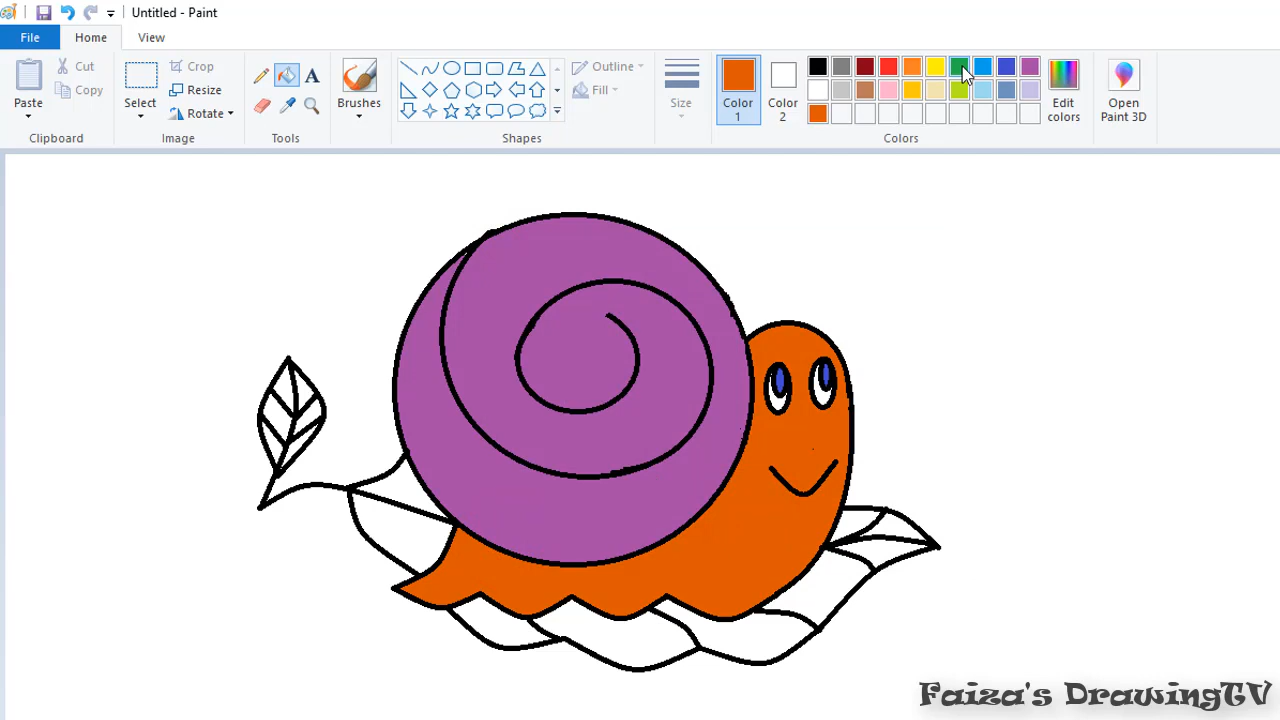 Untitled - Paint
File Home View
Paste Cut Copy Clipboard
Select Crop Resize Rotate Image
A Tools
Brushes
Shapes Outline Fill
Size
Color 1 Color 2 Colors Edit colors
Open Paint 3D
Faiza's DrawingTV